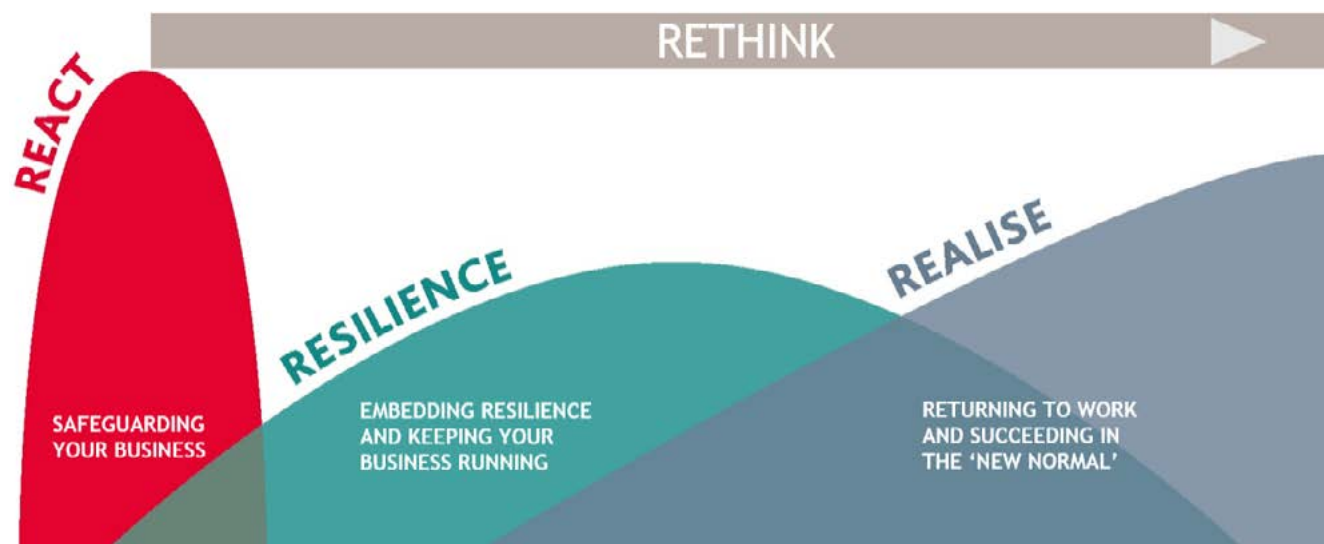 RETHINK
REACT
SAFEGUARDING
YOUR BUSINESS
RESILIENCE
EMBEDDING RESILIENCE
AND KEEPING YOUR
BUSINESS RUNNING
REALISE
RETURNING TO WORK
AND SUCCEEDING IN
THE ‘NEW NORMAL’